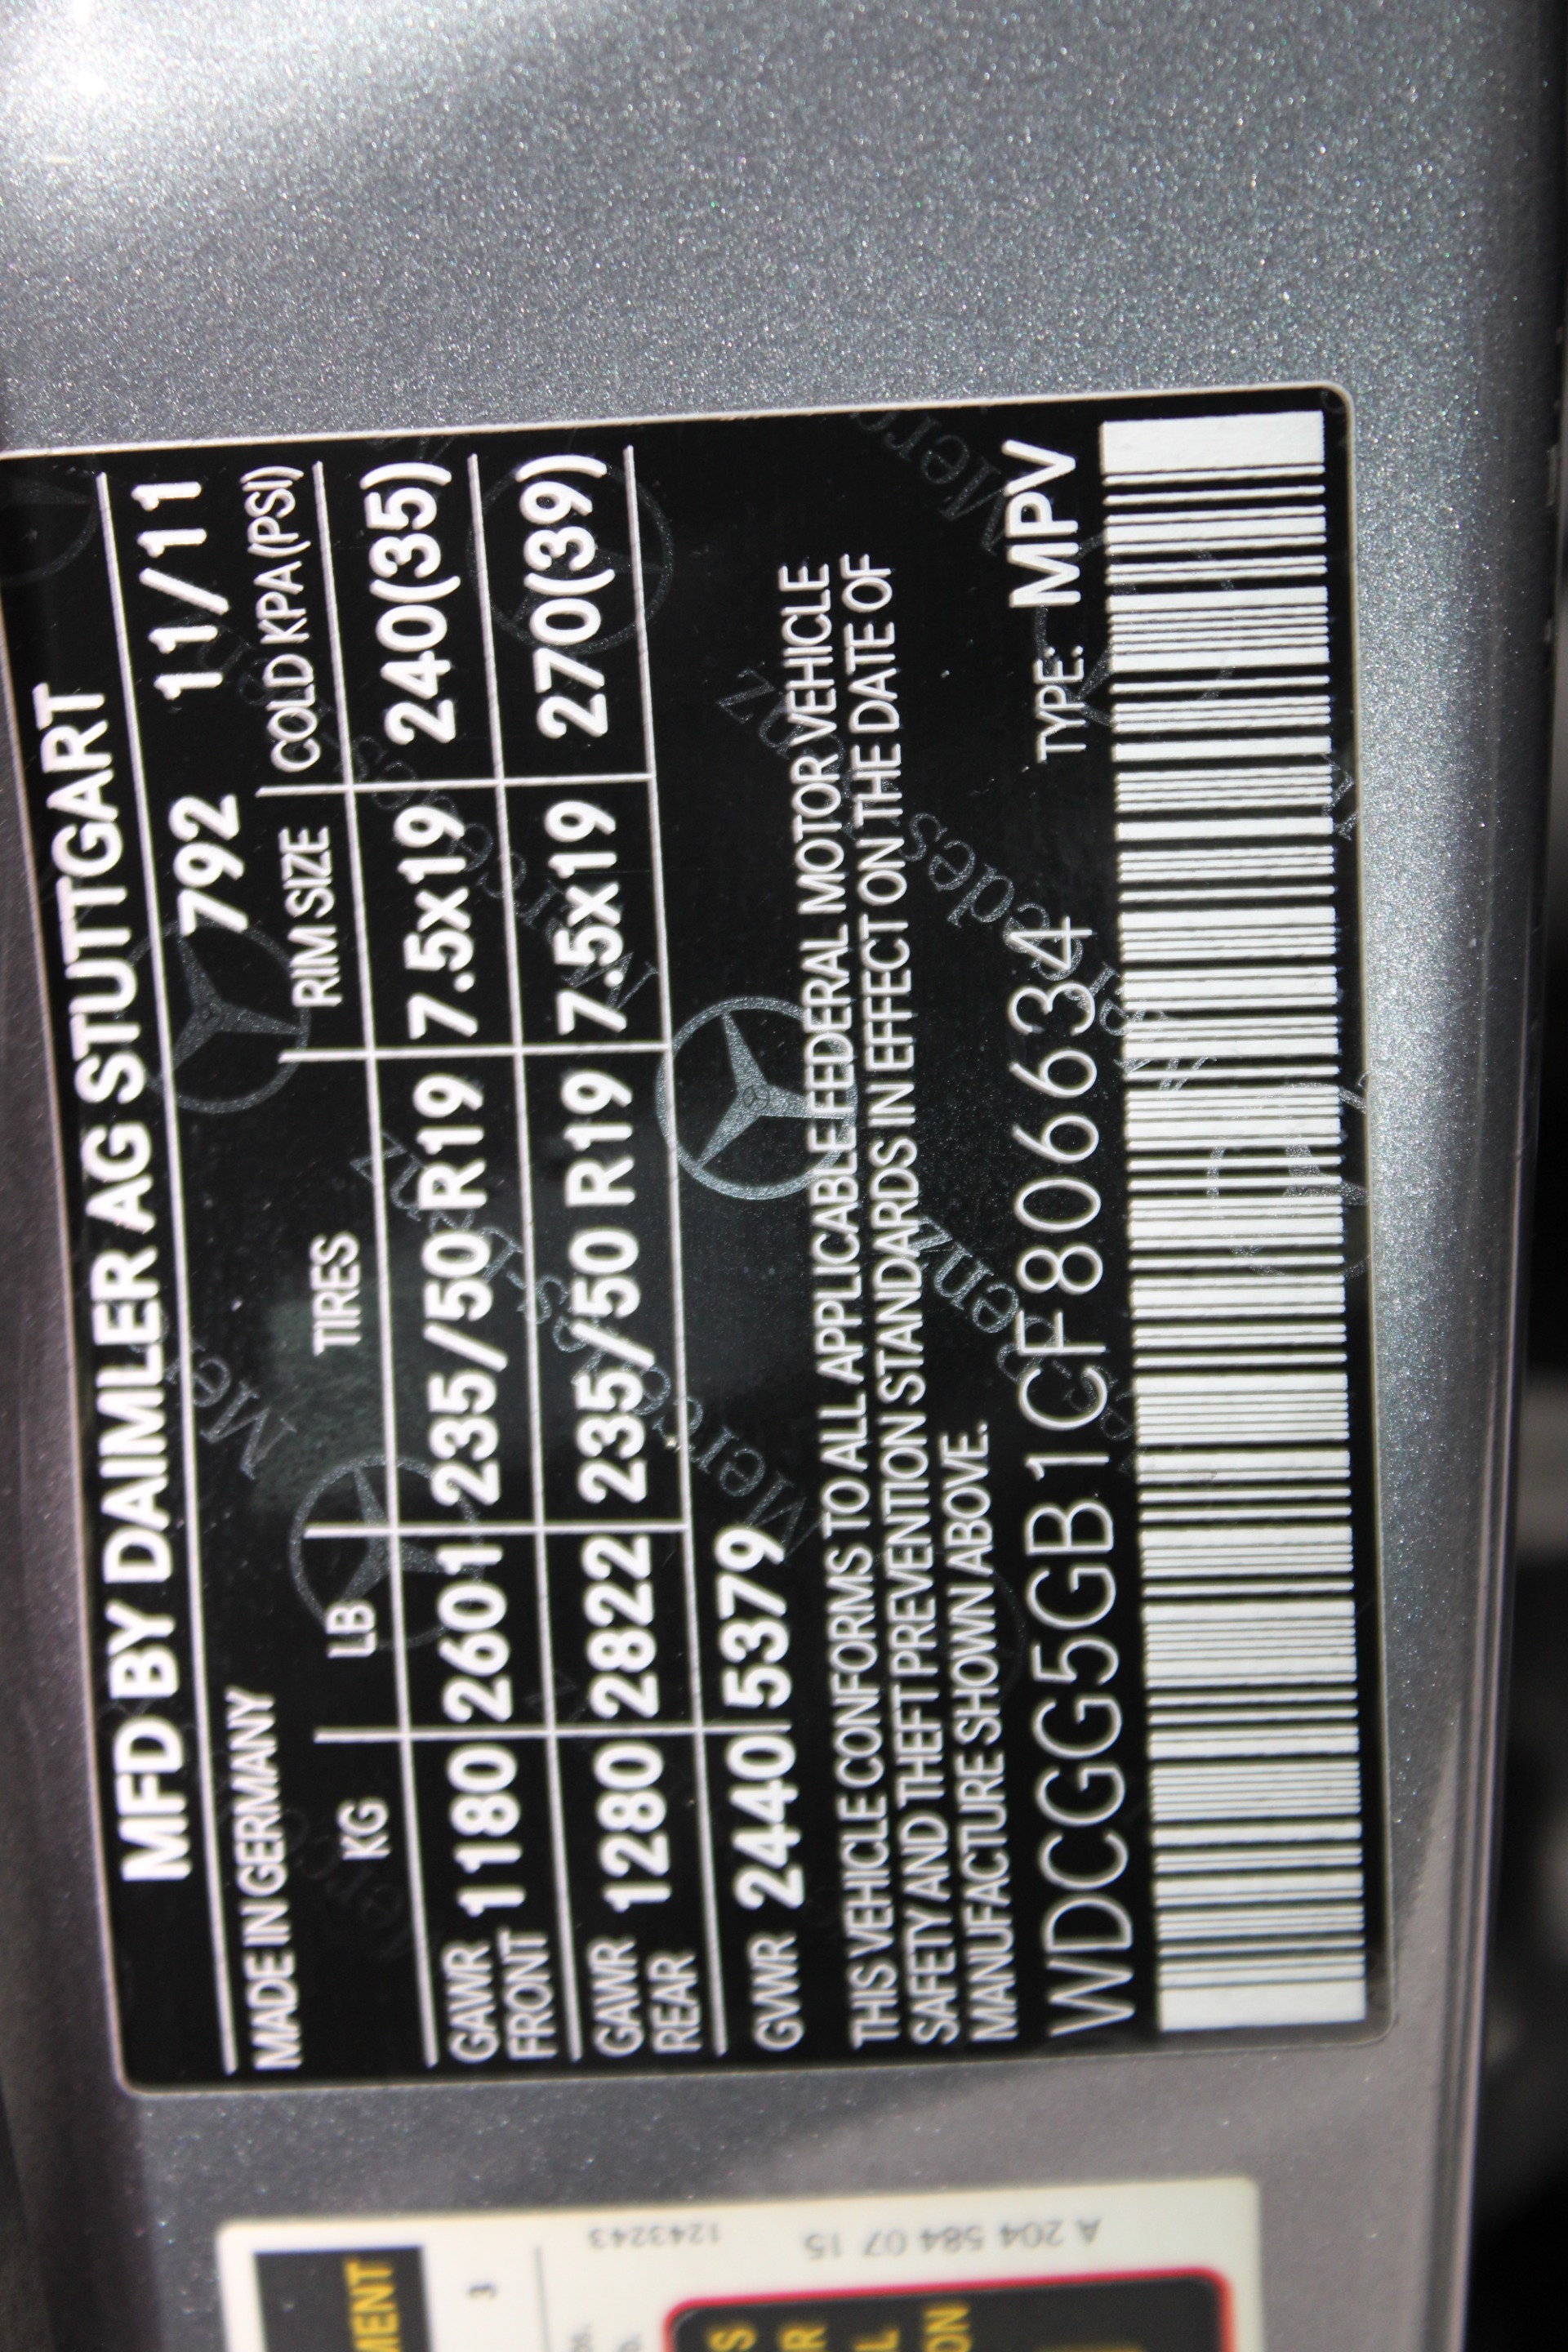 MFD BY DAIMLER AG STUTTGART
MADE IN GERMANY 792 11/11
KG LB TIRES RIM SIZE COLD KPA (PSI)
GAWR FRONT 1180 2601 235/50 R19 7.5x19 240(35)
GAWR REAR 1280 2822 235/50 R19 7.5x19 270(39)
GVWR 2440 5379
THIS VEHICLE CONFORMS TO ALL APPLICABLE FEDERAL MOTOR VEHICLE
SAFETY AND THEFT PREVENTION STANDARDS IN EFFECT ON THE DATE OF
MANUFACTURE SHOWN ABOVE.
WDCGG5GB1CF806634 TYPE: MPV
Mercedes-Benz
1243243
A 204 584 07 15
3